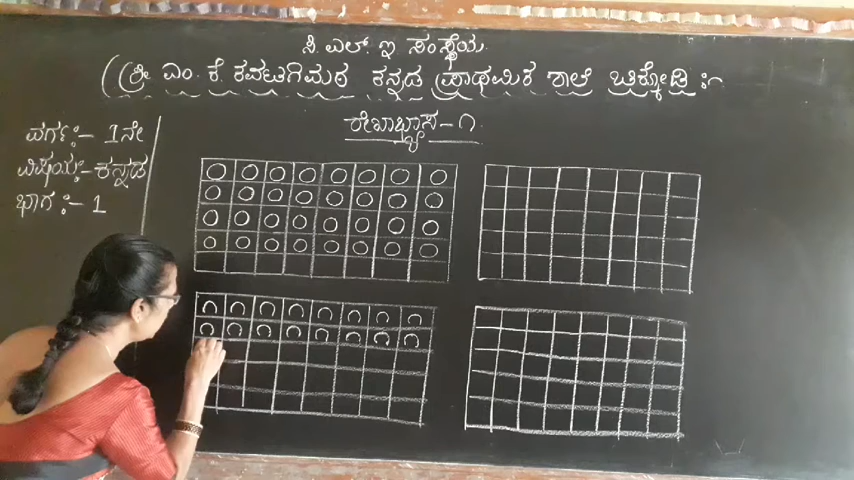 ಸಿ. ಎಲ್. ಇ ಸಂಸ್ಥೆಯ
ಶ್ರೀ ಎಂ. ಕೆ ಕವಟಗಿಮಠ ಕನ್ನಡ ಪ್ರಾಥಮಿಕ ಶಾಲೆ ಚಿಕ್ಕೋಡಿ :-
ರೇಖಾಭ್ಯಾಸ - ೧
ವರ್ಗ :- 1ನೇ
ವಿಷಯ :- ಕನ್ನಡ
ಭಾಗ :- 1